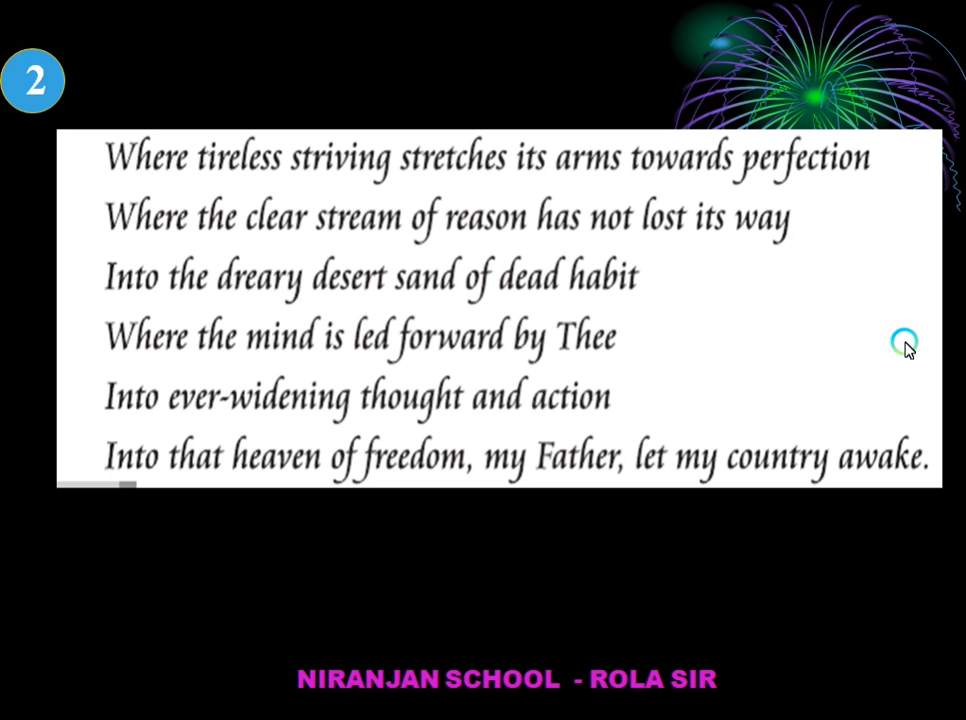 2
Where tireless striving stretches its arms towards perfection
Where the clear stream of reason has not lost its way
Into the dreary desert sand of dead habit
Where the mind is led forward by Thee
Into ever-widening thought and action
Into that heaven of freedom, my Father, let my country awake.
NIRANJAN SCHOOL - ROLA SIR